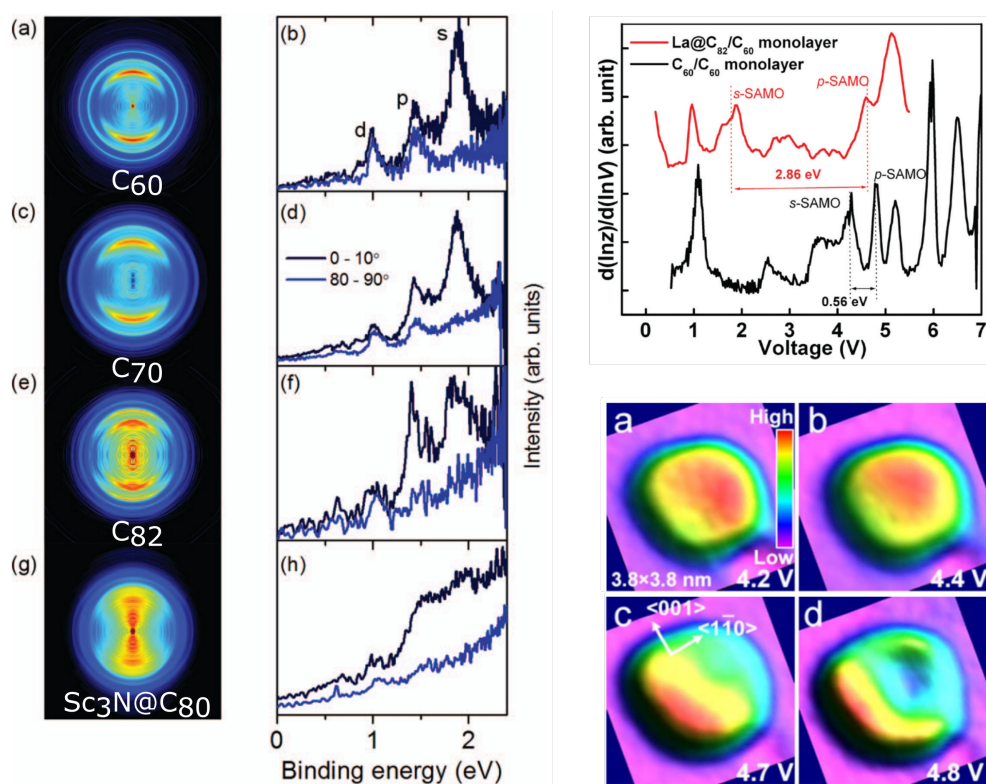 (a)
C60
(c)
C70
(e)
C82
(g)
Sc3N@C80
(b)
s
p
d
(d)
0 - 10°
80 - 90°
(f)
(h)
0 1 2
Binding energy (eV)
Intensity (arb. units)
La@C82/C60 monolayer
C60/C60 monolayer
s-SAMO
p-SAMO
2.86 eV
s-SAMO
p-SAMO
0.56 eV
d(lnz)/d(lnV) (arb. unit)
0 1 2 3 4 5 6 7
Voltage (V)
a
High
Low
3.8×3.8 nm
4.2 V
b
4.4 V
c
<001>
<11̅0>
4.7 V
d
4.8 V